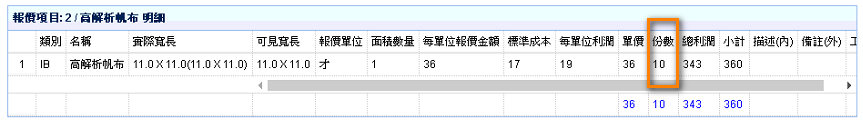 報價項目: 2 / 高解析帆布 明細
類別 名稱 實際寬長 可見寬長 報價單位 面積數量 每單位報價金額 標準成本 每單位利潤 單價 份數 總利潤 小計 描述(內) 備註(外) 工
1 IB 高解析帆布 11.0 X 11.0(11.0 X 11.0) 11.0 X 11.0 才 1 36 17 19 36 10 343 360
36 10 343 360